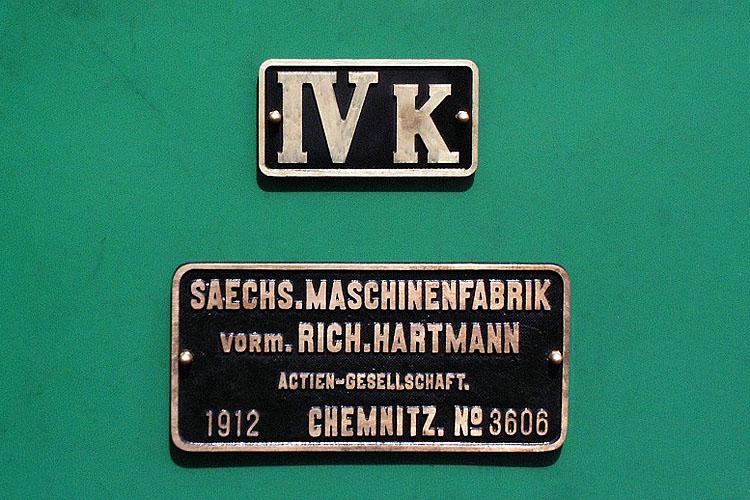 IV K
SAECHS. MASCHINENFABRIK
VORM. RICH. HARTMANN
ACTIEN-GESELLSCHAFT.
1912 CHEMNITZ. No 3606